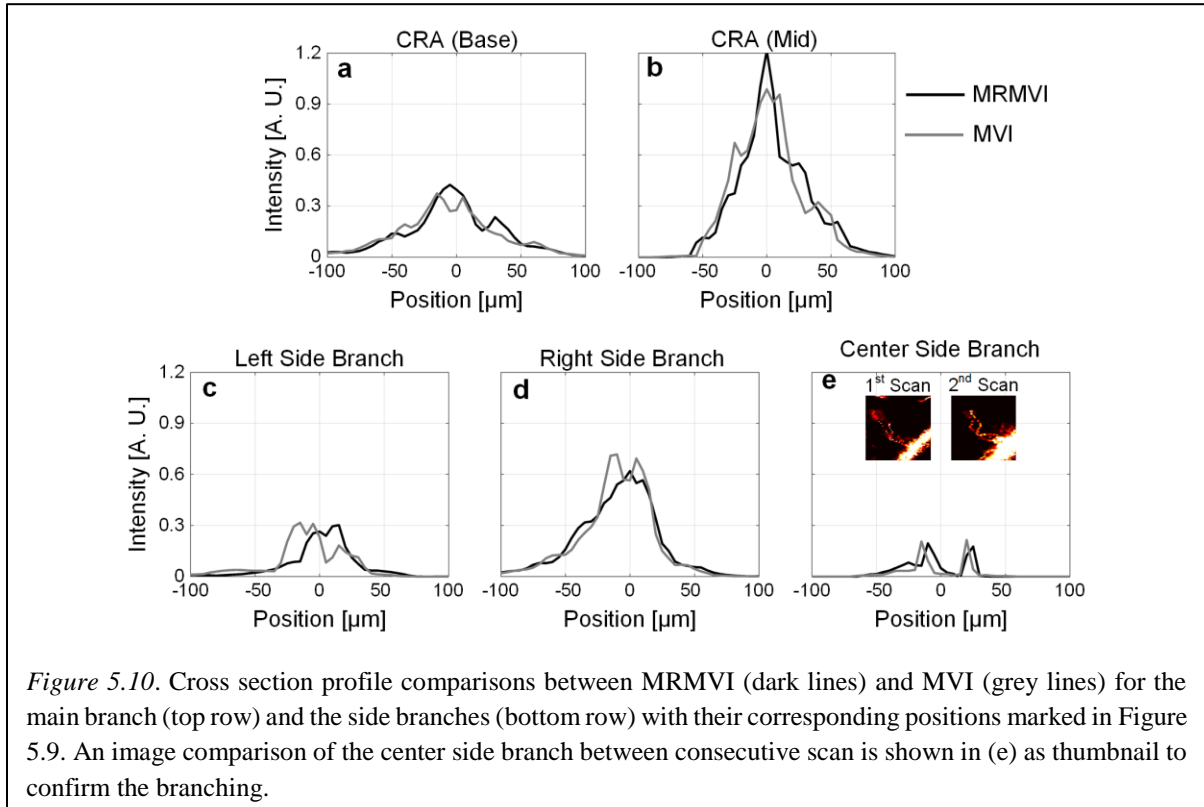 CRA (Base)
CRA (Mid)
a
b
1.2
0.9
0.6
0.3
0
Intensity [A. U.]
-100 -50 0 50 100
-100 -50 0 50 100
Position [µm]
Position [µm]
MRMVI
MVI
Left Side Branch
Right Side Branch
Center Side Branch
c
d
e
1st Scan
2nd Scan
1.2
0.9
0.6
0.3
0
Intensity [A. U.]
-100 -50 0 50 100
-100 -50 0 50 100
-100 -50 0 50 100
Position [µm]
Position [µm]
Position [µm]
Figure 5.10. Cross section profile comparisons between MRMVI (dark lines) and MVI (grey lines) for the
main branch (top row) and the side branches (bottom row) with their corresponding positions marked in Figure
5.9. An image comparison of the center side branch between consecutive scan is shown in (e) as thumbnail to
confirm the branching.